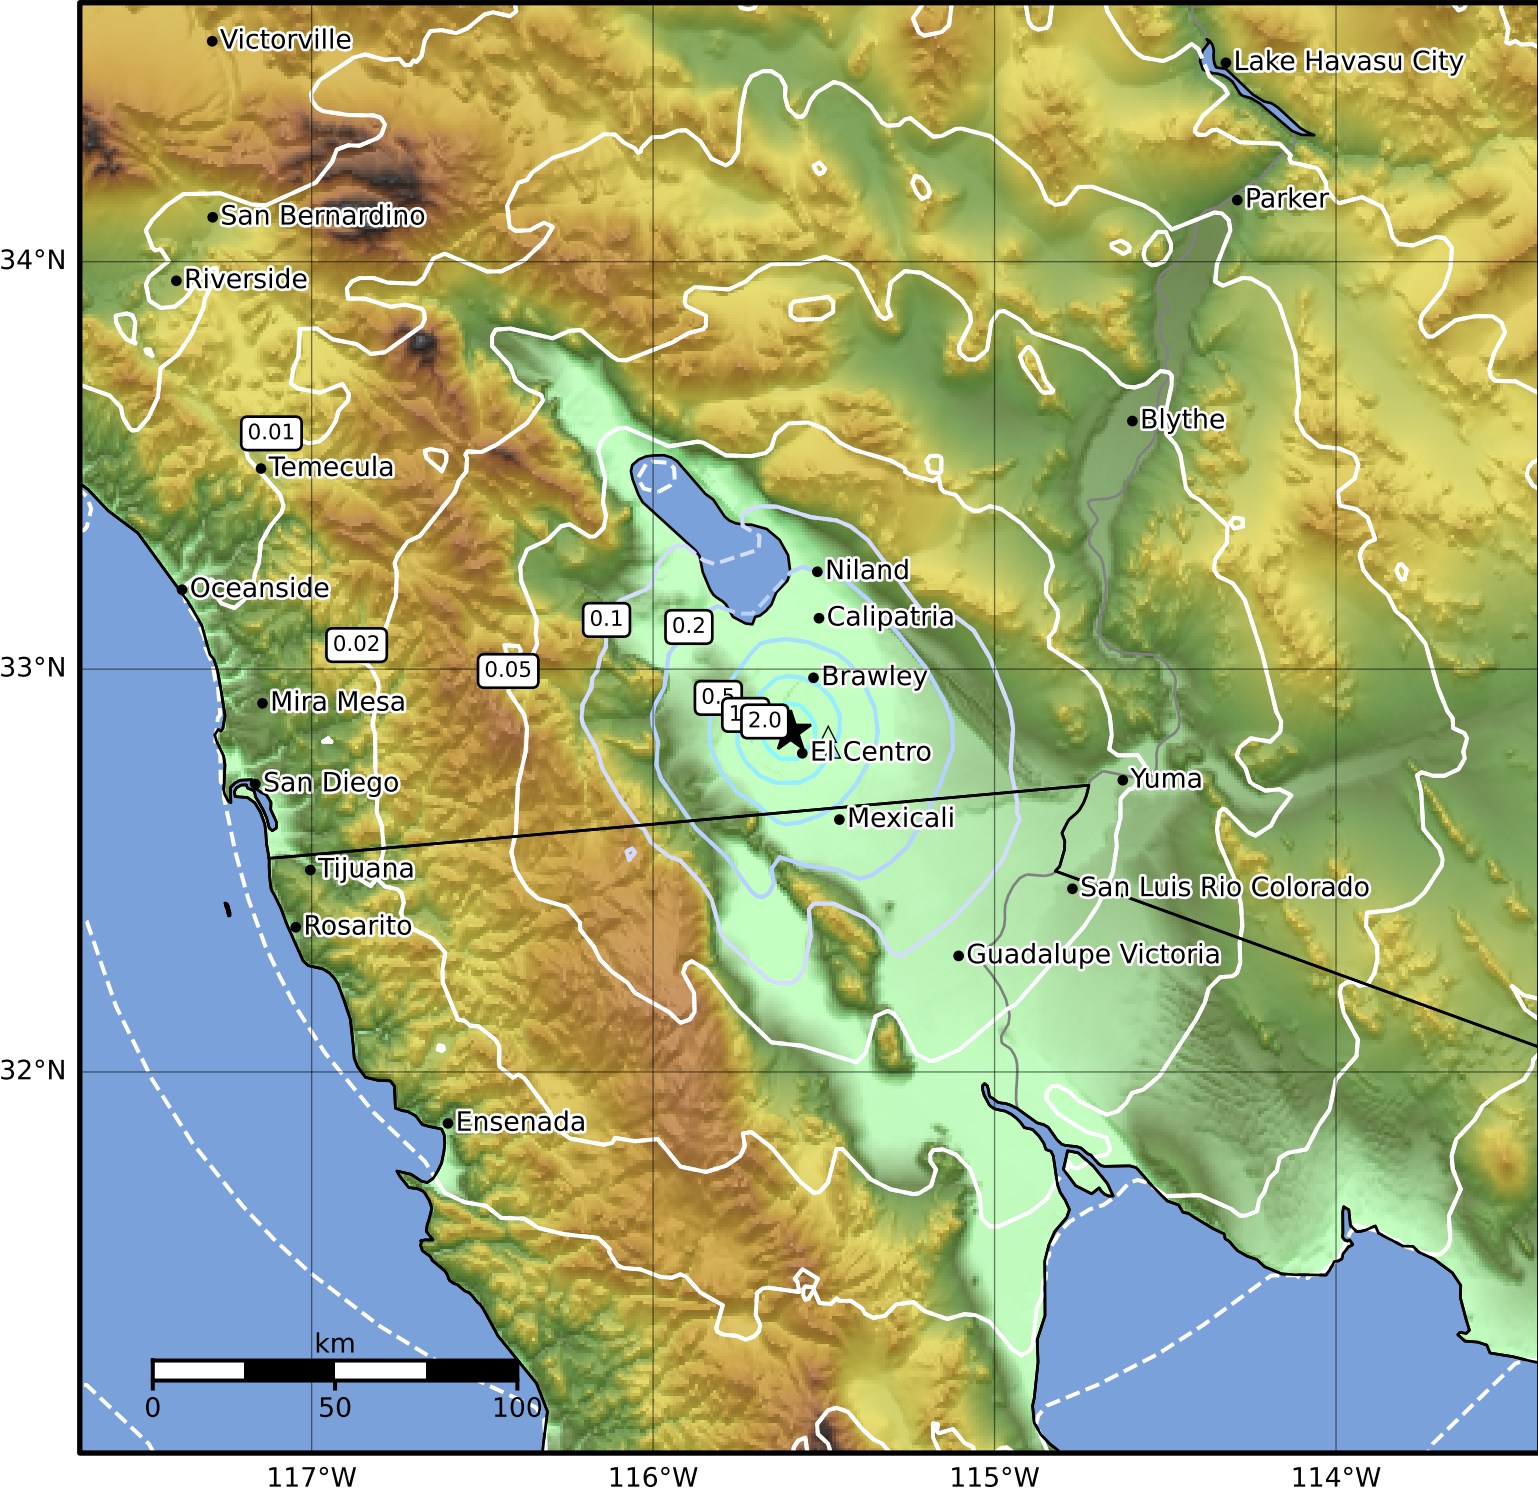 Victorville
Lake Havasu City
Parker
San Bernardino
34°N
Riverside
Blythe
0.01
Temecula
Niland
Oceanside
Calipatria
0.1
0.2
0.02
33°N
0.05
Brawley
Mira Mesa
0.5
2.0
El Centro
San Diego
Yuma
Mexicali
Tijuana
San Luis Rio Colorado
Rosarito
Guadalupe Victoria
32°N
Ensenada
km
0 50 100
117°W 116°W 115°W 114°W